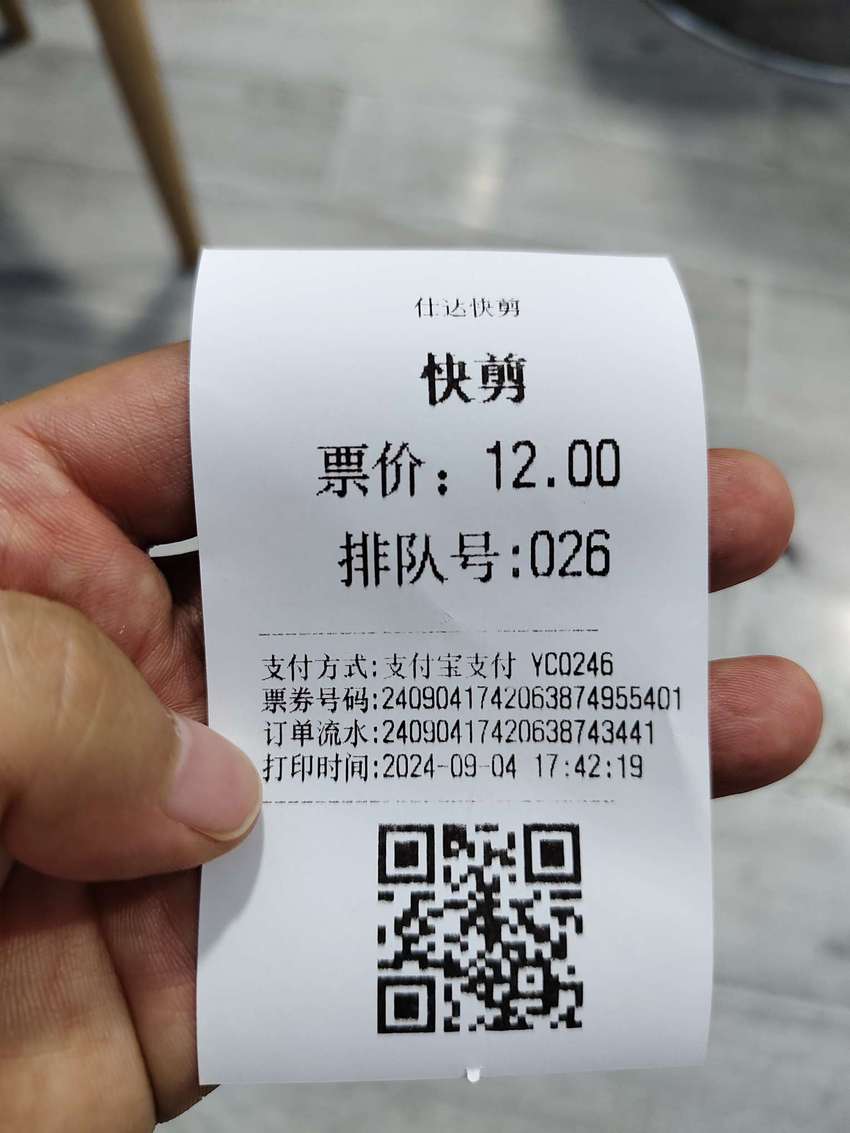 仕达快剪
快剪
票价：12.00
排队号:026
支付方式:支付宝支付 YC0246
票券号码:2409041742063874955401
订单流水:24090417420638743441
打印时间:2024-09-04 17:42:19